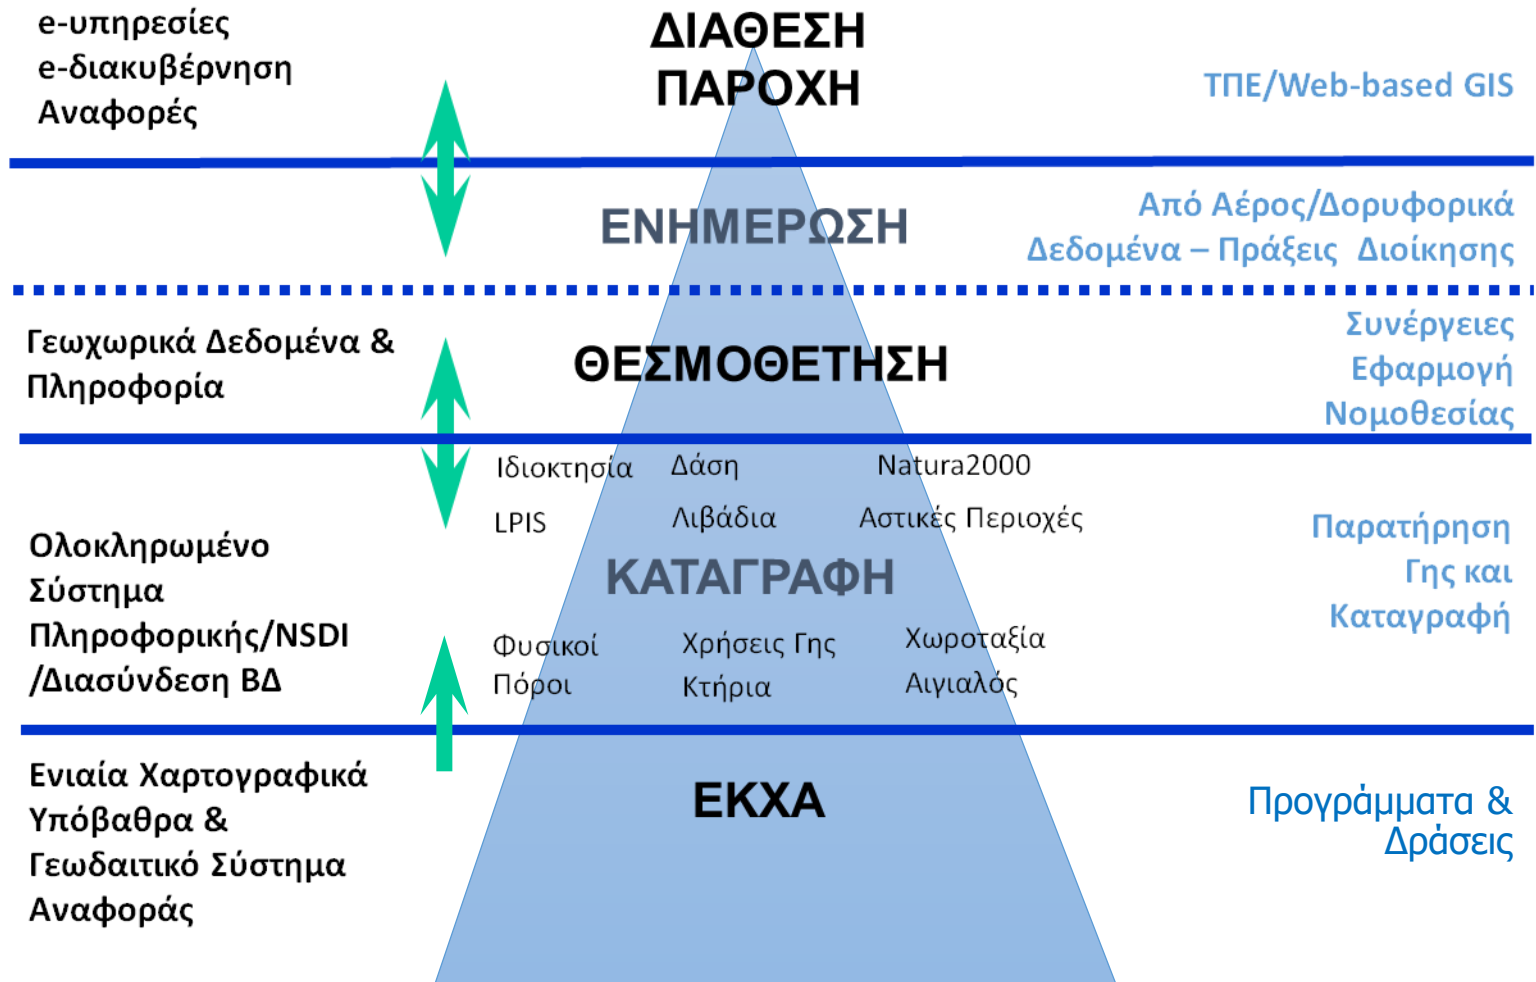 e-υπηρεσίες
e-διακυβέρνηση
Αναφορές
ΔΙΑΘΕΣΗ
ΠΑΡΟΧΗ
ΤΠΕ/Web-based GIS
ΕΝΗΜΕΡΩΣΗ
Από Αέρος/Δορυφορικά
Δεδομένα – Πράξεις Διοίκησης
Γεωχωρικά Δεδομένα &
Πληροφορία
ΘΕΣΜΟΘΕΤΗΣΗ
Συνέργειες
Εφαρμογή
Νομοθεσίας
Ιδιοκτησία Δάση Natura2000
LPIS Λιβάδια Αστικές Περιοχές
Ολοκληρωμένο
Σύστημα
Πληροφορικής/NSDI
/Διασύνδεση ΒΔ
ΚΑΤΑΓΡΑΦΗ
Φυσικοί Χρήσεις Γης Χωροταξία
Πόροι Κτήρια Αιγιαλός
Παρατήρηση
Γης και
Καταγραφή
Ενιαία Χαρτογραφικά
Υπόβαθρα &
Γεωδαιτικό Σύστημα
Αναφοράς
ΕΚΧΑ
Προγράμματα &
Δράσεις